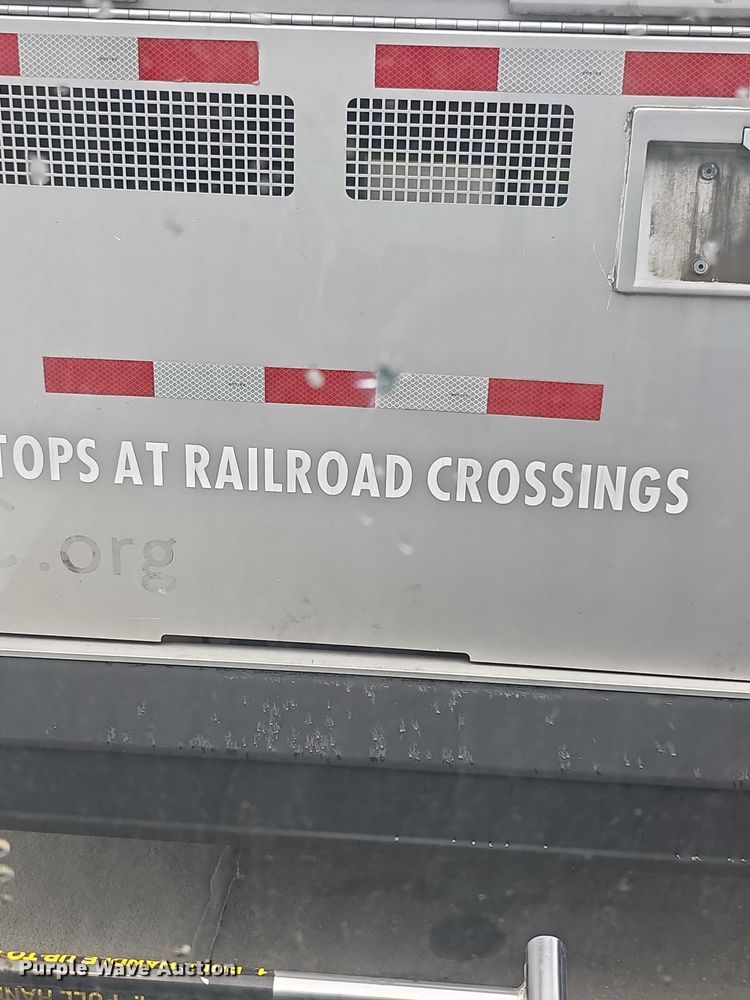 TOPS AT RAILROAD CROSSINGS
.org
Purple Wave Auction